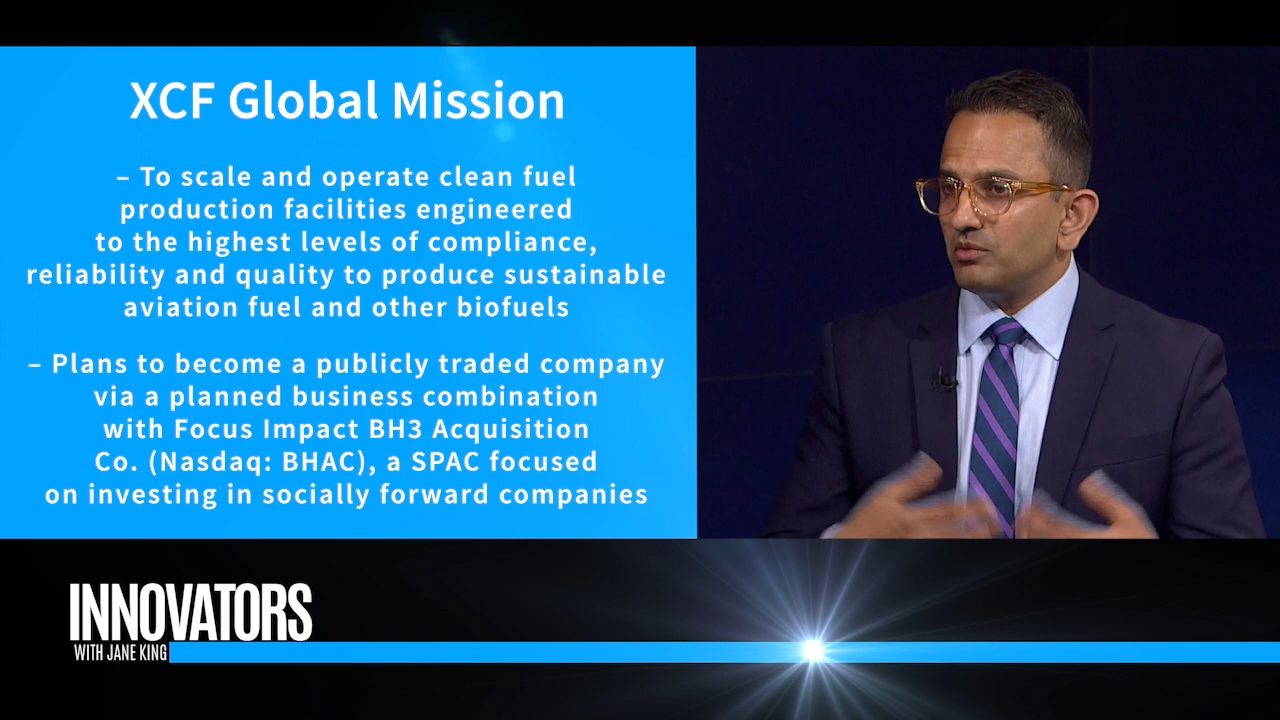 XCF Global Mission
– To scale and operate clean fuel
production facilities engineered
to the highest levels of compliance,
reliability and quality to produce sustainable
aviation fuel and other biofuels
– Plans to become a publicly traded company
via a planned business combination
with Focus Impact BH3 Acquisition
Co. (Nasdaq: BHAC), a SPAC focused
on investing in socially forward companies
INNOVATORS
WITH JANE KING